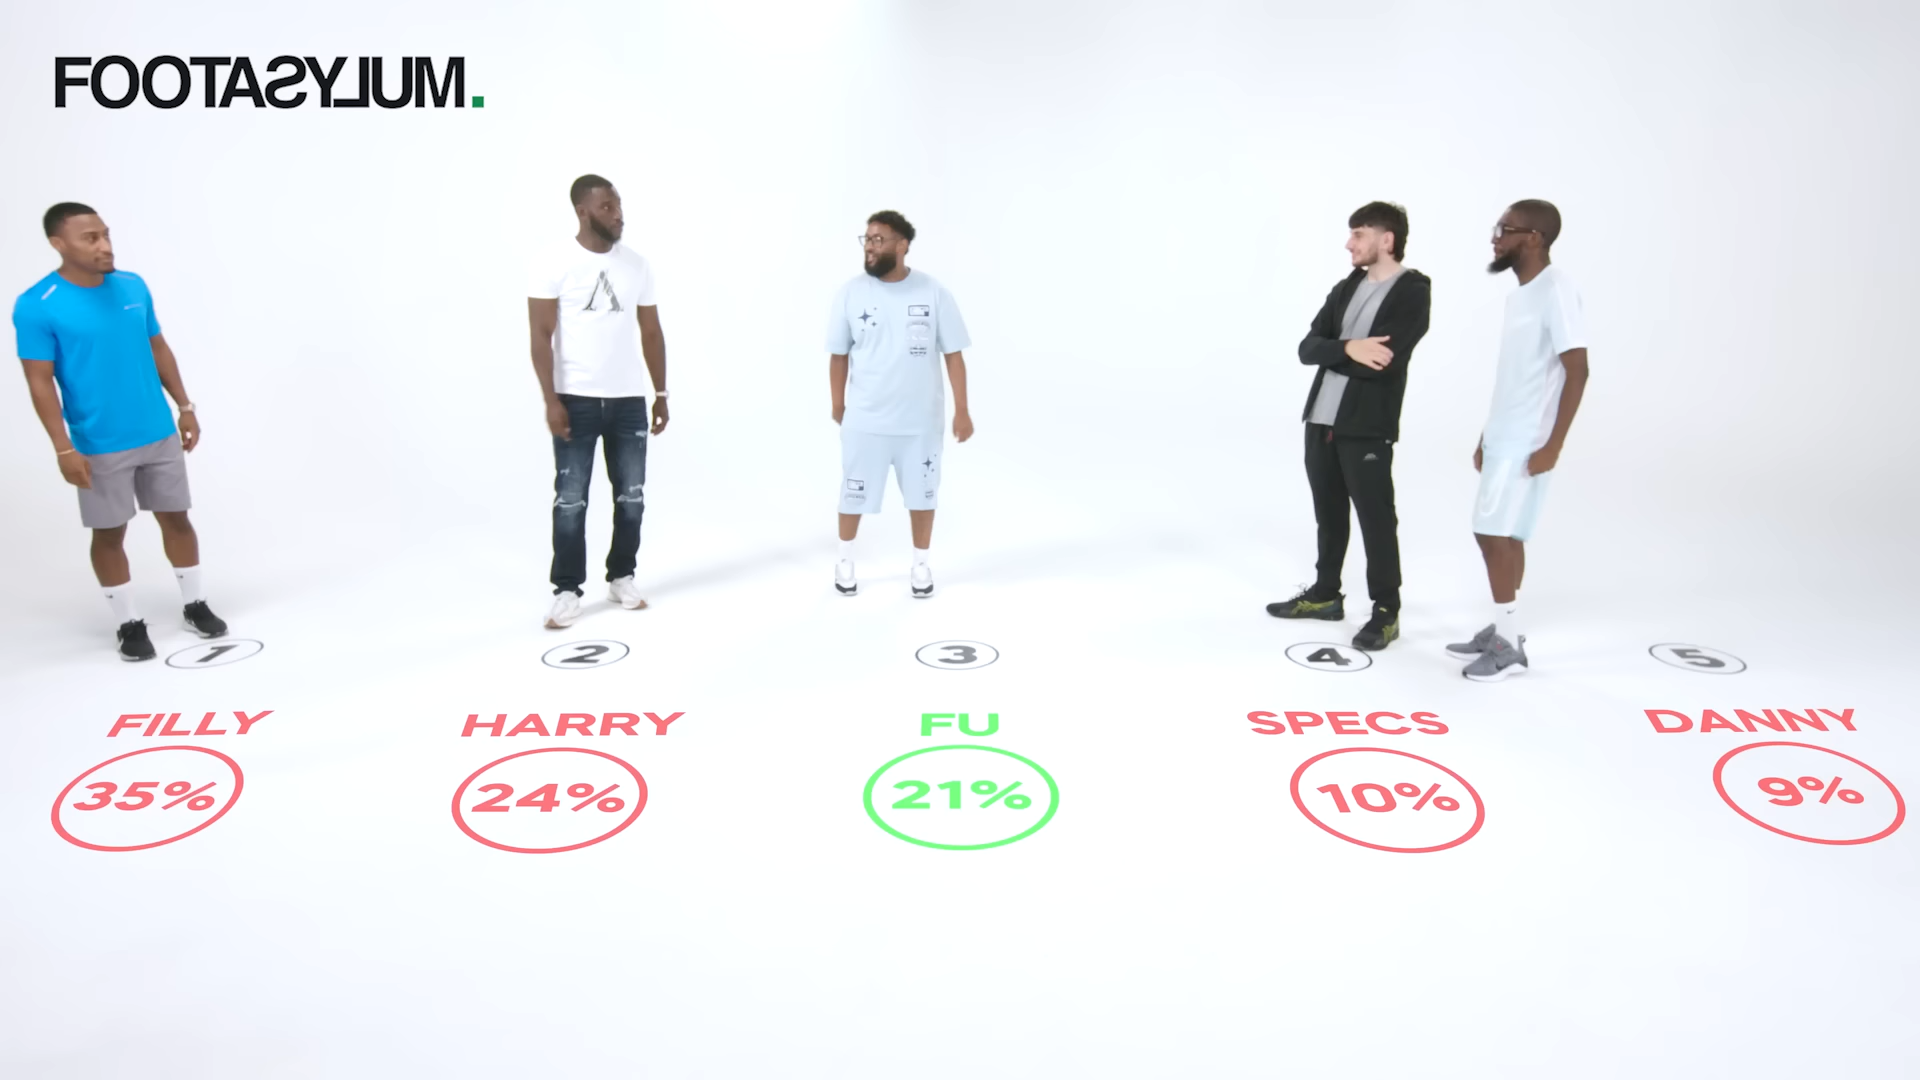 FOOTASYLUM.
1 2 3 4 5
FILLY HARRY FU SPECS DANNY
35% 24% 21% 10% 9%